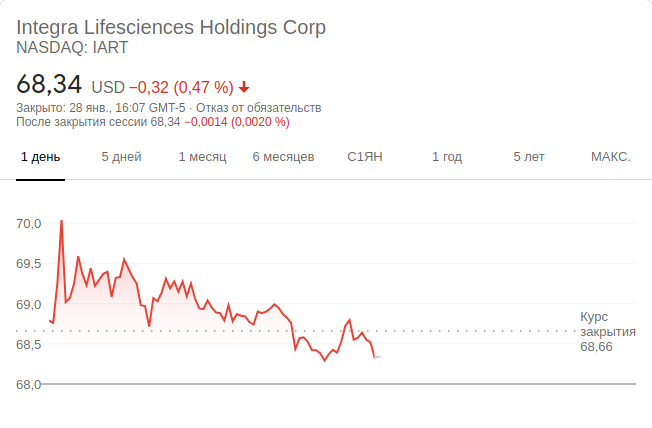 Integra Lifesciences Holdings Corp
NASDAQ: IART
68,34 USD −0,32 (0,47 %)
Закрыто: 28 янв., 16:07 GMT-5 · Отказ от обязательств
После закрытия сессии 68,34 −0,0014 (0,0020 %)
1 день 5 дней 1 месяц 6 месяцев С1ЯН 1 год 5 лет МАКС.
70,0
69,5
69,0
68,5
68,0
Курс
закрытия
68,66